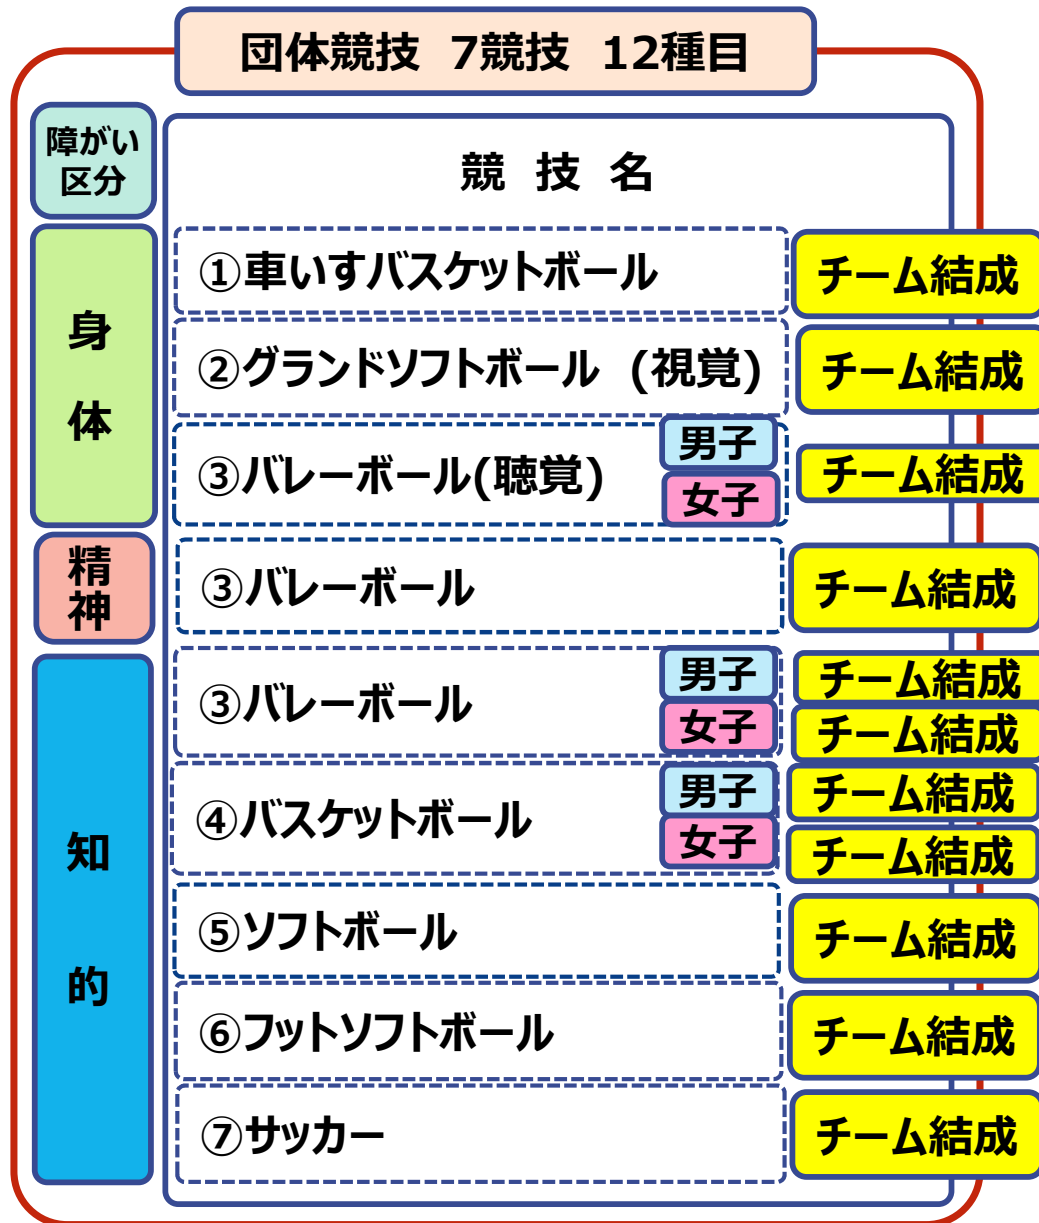 団体競技 7競技 12種目
障がい
区分
競 技 名
身
体
①車いすバスケットボール
チーム結成
②グランドソフトボール (視覚)
チーム結成
③バレーボール(聴覚)
男子
女子
チーム結成
精
神
③バレーボール
チーム結成
知
的
③バレーボール
男子
チーム結成
女子
チーム結成
④バスケットボール
男子
チーム結成
女子
チーム結成
⑤ソフトボール
チーム結成
⑥フットソフトボール
チーム結成
⑦サッカー
チーム結成